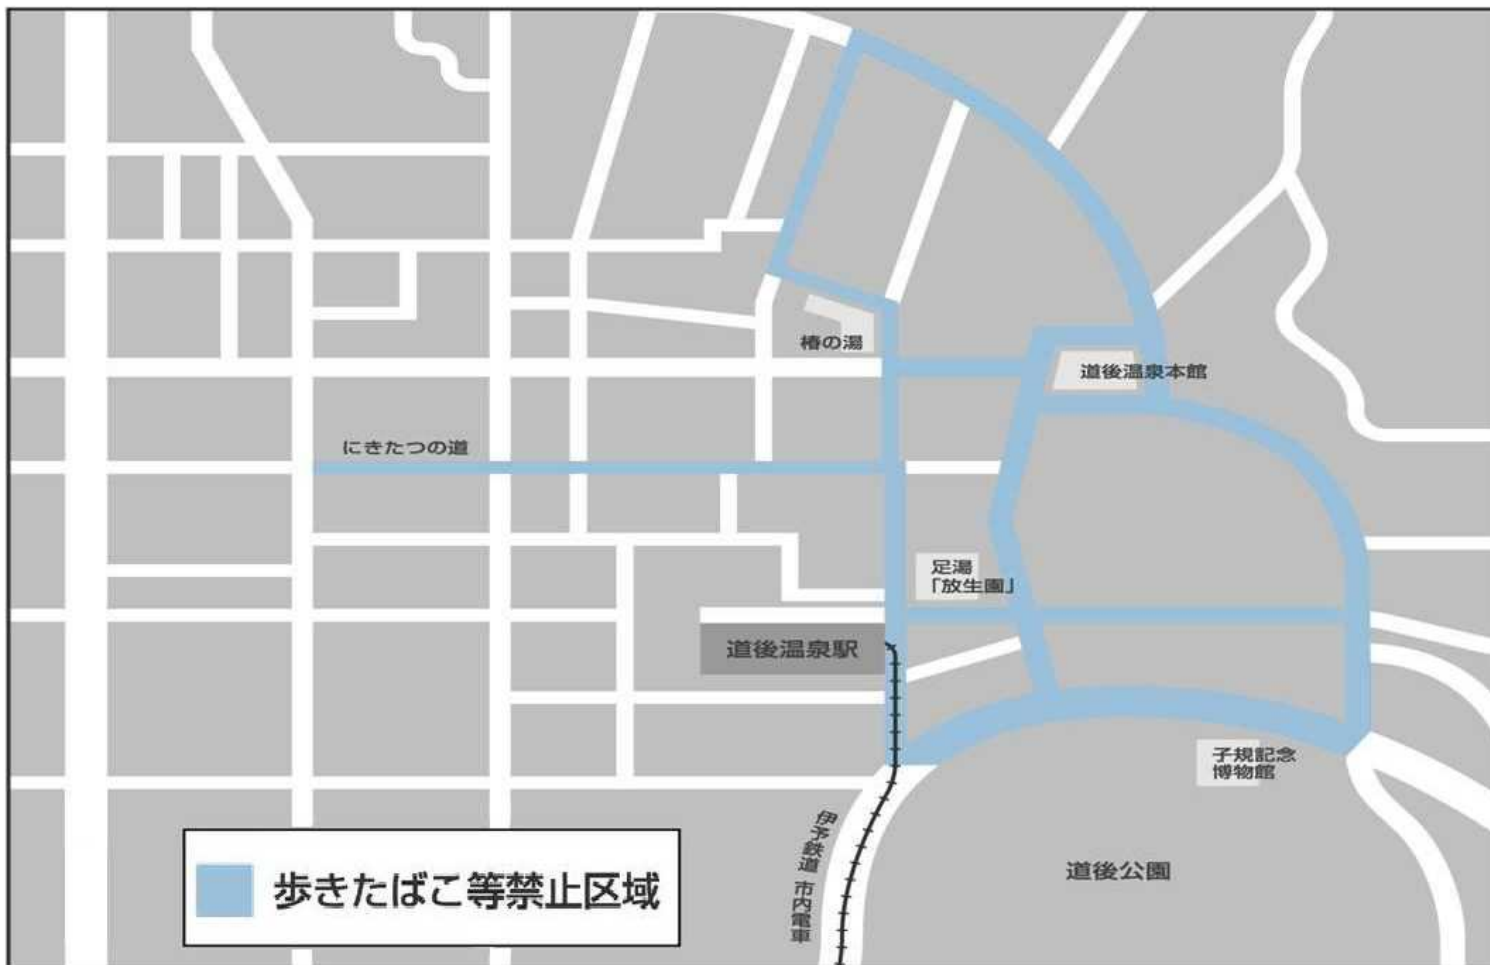 椿の湯
道後温泉本館
にきたつの道
足湯
「放生園」
道後温泉駅
子規記念
博物館
伊予鉄道 市内電車
道後公園
歩きたばこ等禁止区域